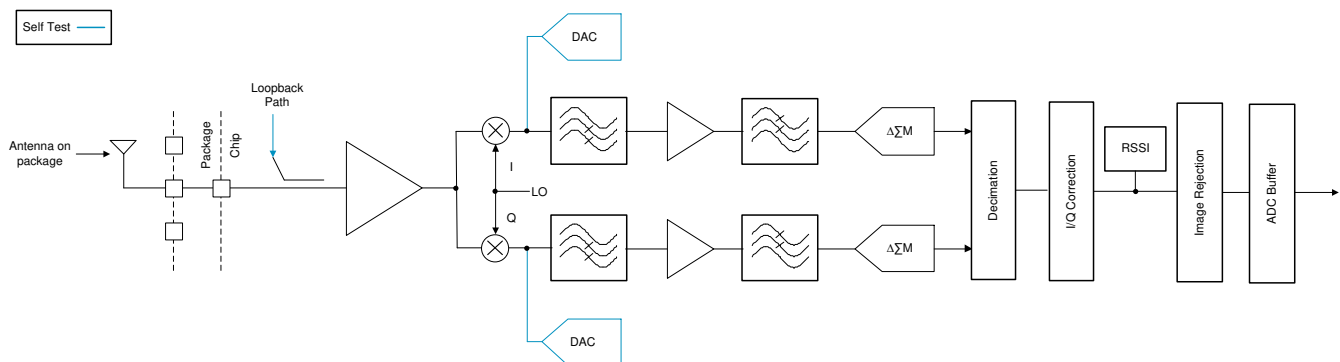 Self Test
DAC
Loopback
Path
Antenna on
package
Package
Chip
I
LO
Q
ΔΣM
ΔΣM
DAC
Decimation
I/Q Correction
RSSI
Image Rejection
ADC Buffer